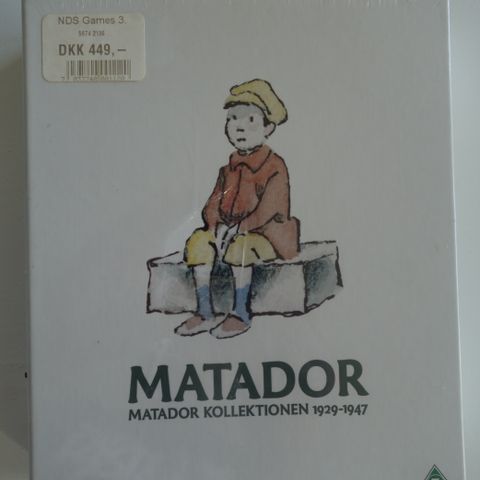 NDS Games 3.
DKK 449,–
MATADOR
MATADOR KOLLEKTIONEN 1929-1947